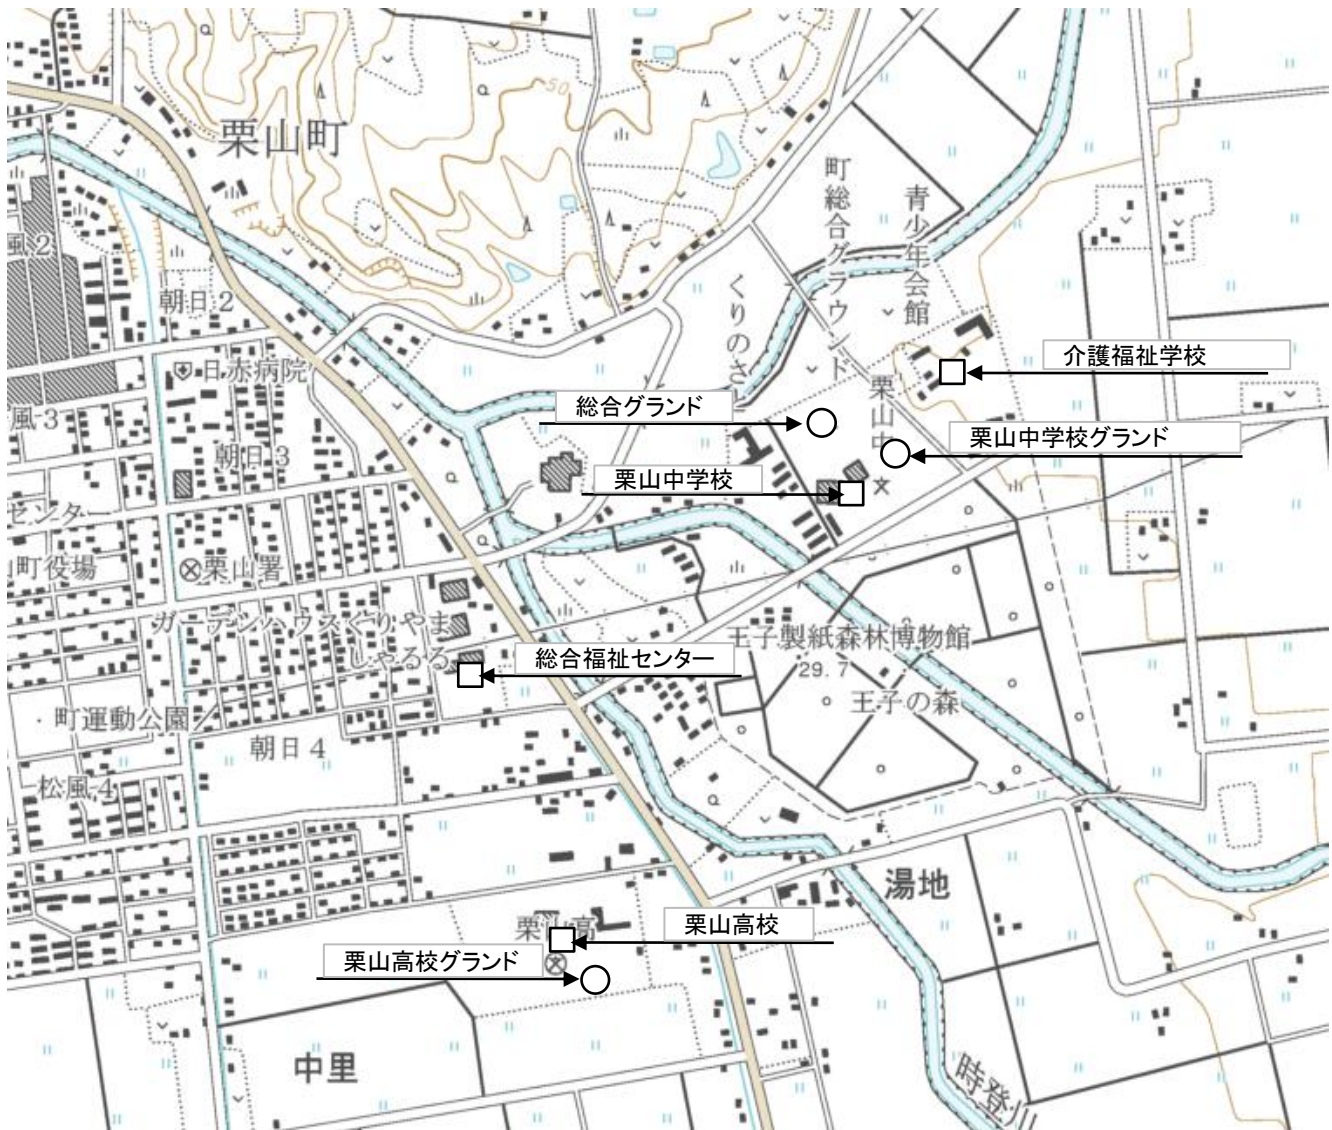 栗山町
50
町総合グラウンド
青少年会館
くりのさ
風2
朝日2
介護福祉学校
日赤病院
栗山中
風3
総合グランド
栗山中学校グランド
朝日3
栗山中学校
センター
町役場
栗山署
ガーデンハウスくりやま
しゃるる
総合福祉センター
王子製紙森林博物館
29.7
王子の森
町運動公園
朝日4
松風4
湯地
栗山高
栗山高校
栗山高校グランド
中里
時登川